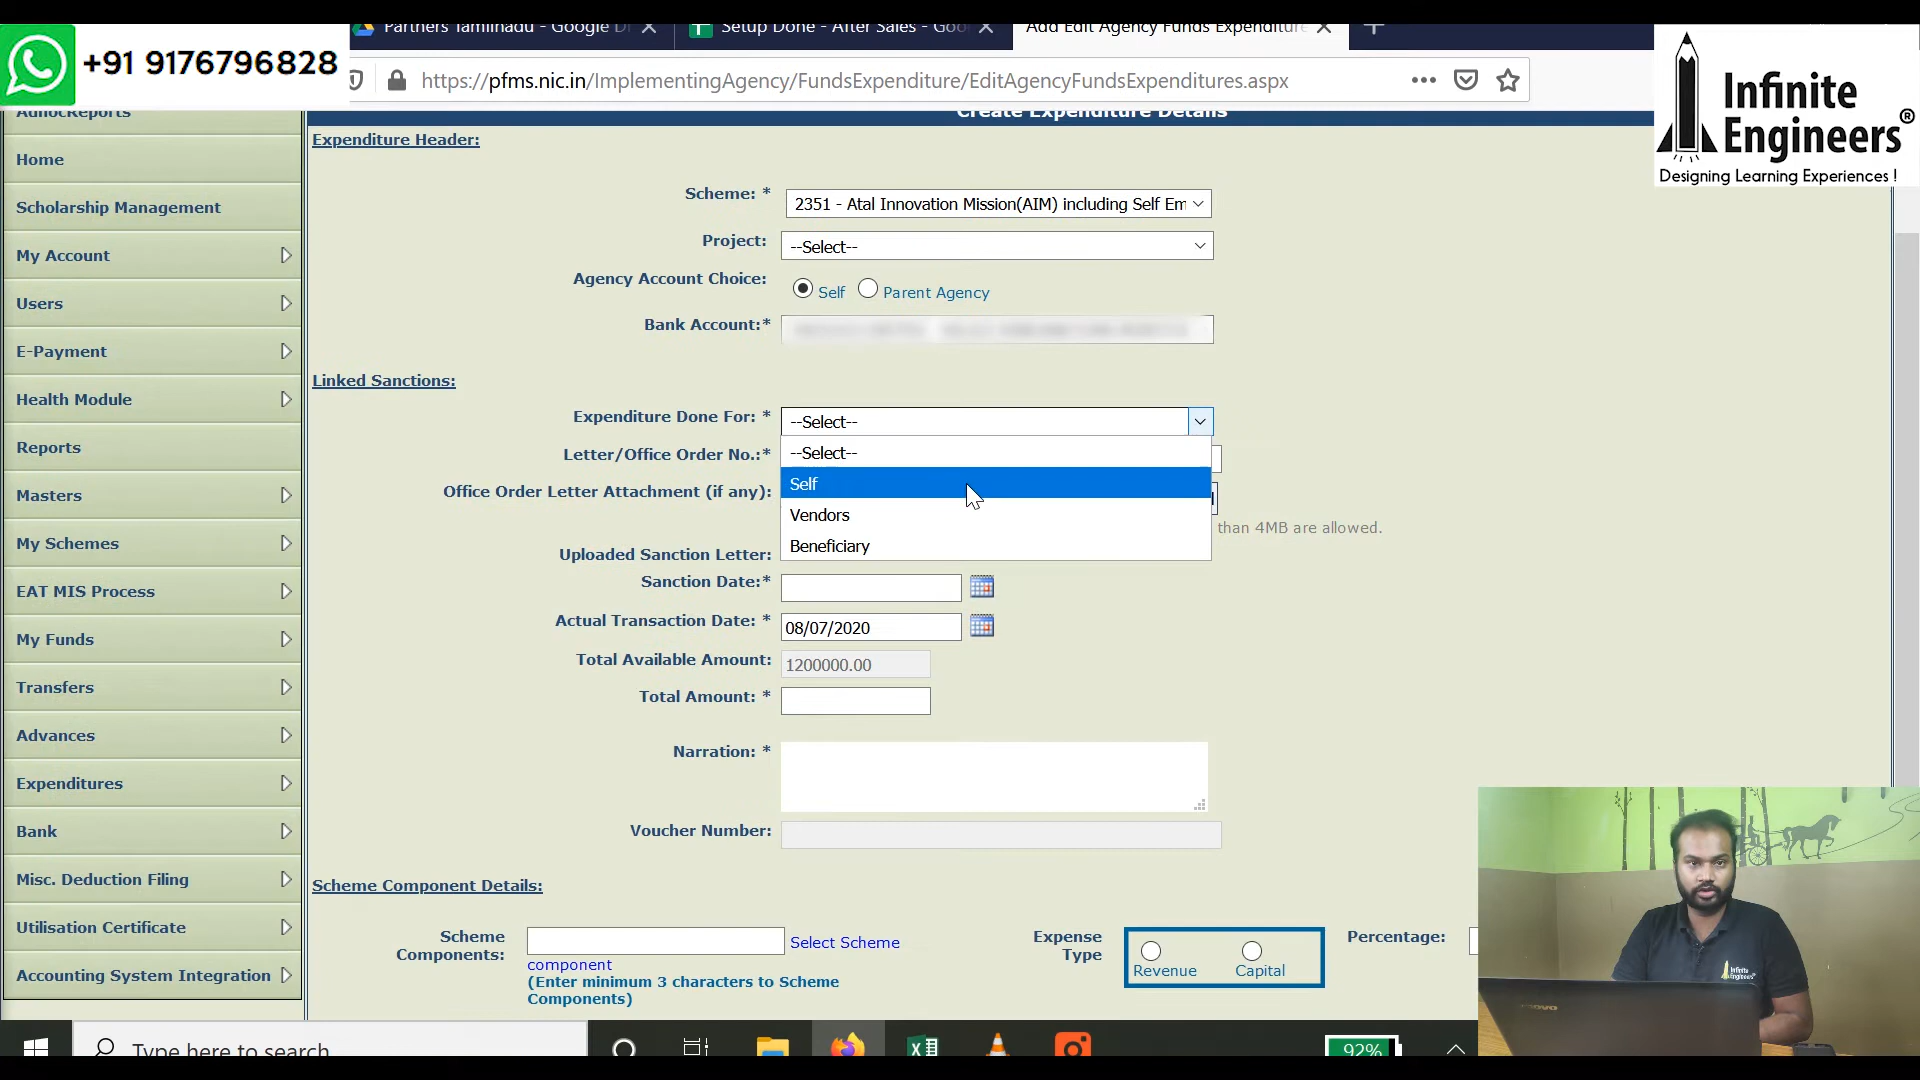 +91 9176796828
Partners Tamilnadu - Google D
Setup Done - After Sales - Goo
Add Edit Agency Funds Expenditure
https://pfms.nic.in/ImplementingAgency/FundsExpenditure/EditAgencyFundsExpenditures.aspx
Infinite
Engineers®
Designing Learning Experiences !
AdhocReports
Home
Scholarship Management
My Account
Users
E-Payment
Health Module
Reports
Masters
My Schemes
EAT MIS Process
My Funds
Transfers
Advances
Expenditures
Bank
Misc. Deduction Filing
Utilisation Certificate
Accounting System Integration
Create Expenditure Details
Expenditure Header:
Scheme: * 2351 - Atal Innovation Mission(AIM) including Self Em
Project: --Select--
Agency Account Choice: Self Parent Agency
Bank Account:*
Linked Sanctions:
Expenditure Done For: * --Select--
--Select--
Letter/Office Order No.:*
Self
Office Order Letter Attachment (if any):
Vendors
than 4MB are allowed.
Beneficiary
Uploaded Sanction Letter:
Sanction Date:*
Actual Transaction Date: * 08/07/2020
Total Available Amount: 1200000.00
Total Amount: *
Narration: *
Voucher Number:
Scheme Component Details:
Scheme
Components:
Select Scheme
component
(Enter minimum 3 characters to Scheme
Components)
Expense
Type
Revenue Capital
Percentage:
Infinite
Engineers
Type here to search
92%